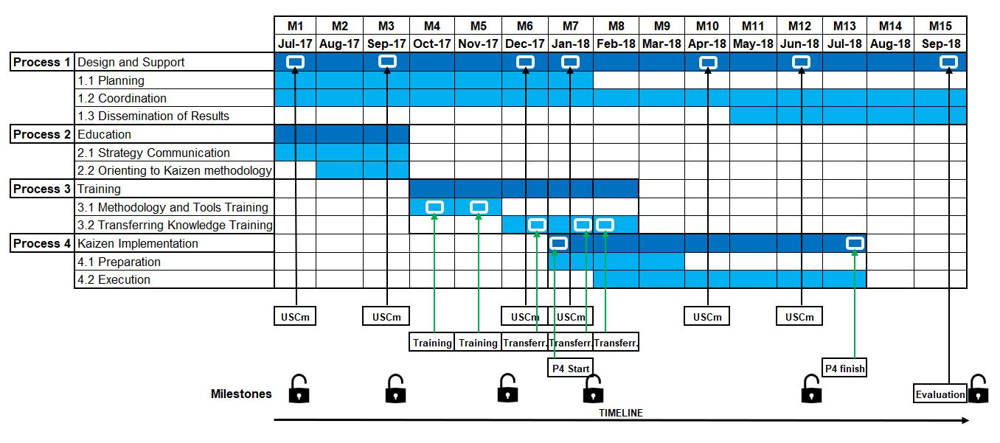 M1 M2 M3 M4 M5 M6 M7 M8 M9 M10 M11 M12 M13 M14 M15
Jul-17 Aug-17 Sep-17 Oct-17 Nov-17 Dec-17 Jan-18 Feb-18 Mar-18 Apr-18 May-18 Jun-18 Jul-18 Aug-18 Sep-18
Process 1 Design and Support
1.1 Planning
1.2 Coordination
1.3 Dissemination of Results
Process 2 Education
2.1 Strategy Communication
2.2 Orienting to Kaizen methodology
Process 3 Training
3.1 Methodology and Tools Training
3.2 Transferring Knowledge Training
Process 4 Kaizen Implementation
4.1 Preparation
4.2 Execution
USCm USCm USCm USCm USCm USCm
Training Training Transferr. Transferr. Transferr.
P4 Start P4 finish
Milestones Evaluation
TIMELINE